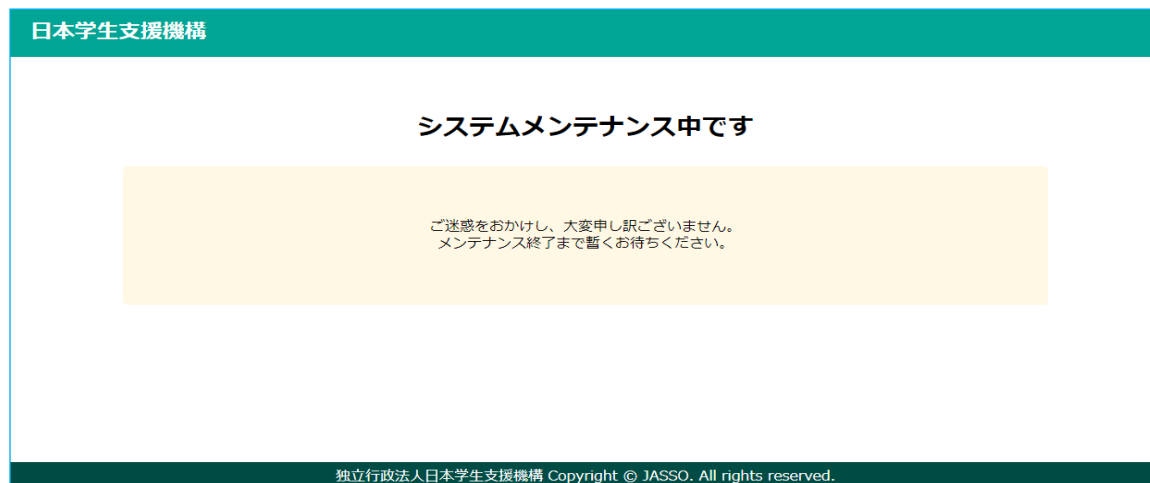 日本学生支援機構
システムメンテナンス中です
ご迷惑をおかけし、大変申し訳ございません。
メンテナンス終了まで暫くお待ちください。
独立行政法人日本学生支援機構 Copyright © JASSO. All rights reserved.